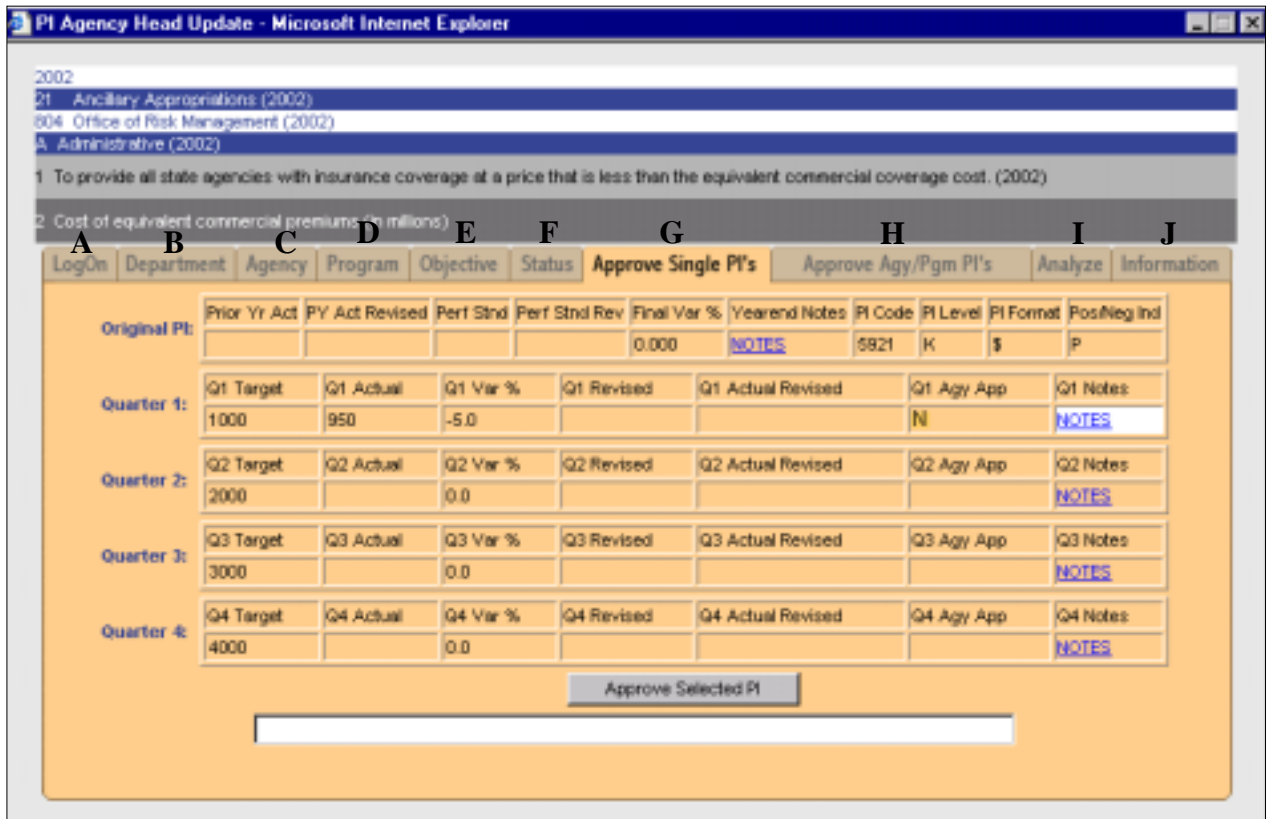 PI Agency Head Update - Microsoft Internet Explorer
2002
21 Ancillary Appropriations (2002)
804 Office of Risk Management (2002)
A Administrative (2002)
1 To provide all state agencies with insurance coverage at a price that is less than the equivalent commercial coverage cost. (2002)
2 Cost of equivalent commercial premiums (in millions)
A B C D E F G H I J
LogOn Department Agency Program Objective Status Approve Single PI's Approve Agy/Pgm PI's Analyze Information
Original PI:
Prior Yr Act PY Act Revised Perf Stnd Perf Stnd Rev Final Var % Yearend Notes PI Code PI Level PI Format Pos/Neg Ind
0.000 NOTES 5921 K $ P
Quarter 1:
Q1 Target Q1 Actual Q1 Var % Q1 Revised Q1 Actual Revised Q1 Agy App Q1 Notes
1000 950 -5.0 N NOTES
Quarter 2:
Q2 Target Q2 Actual Q2 Var % Q2 Revised Q2 Actual Revised Q2 Agy App Q2 Notes
2000 0.0 NOTES
Quarter 3:
Q3 Target Q3 Actual Q3 Var % Q3 Revised Q3 Actual Revised Q3 Agy App Q3 Notes
3000 0.0 NOTES
Quarter 4:
Q4 Target Q4 Actual Q4 Var % Q4 Revised Q4 Actual Revised Q4 Agy App Q4 Notes
4000 0.0 NOTES
Approve Selected PI